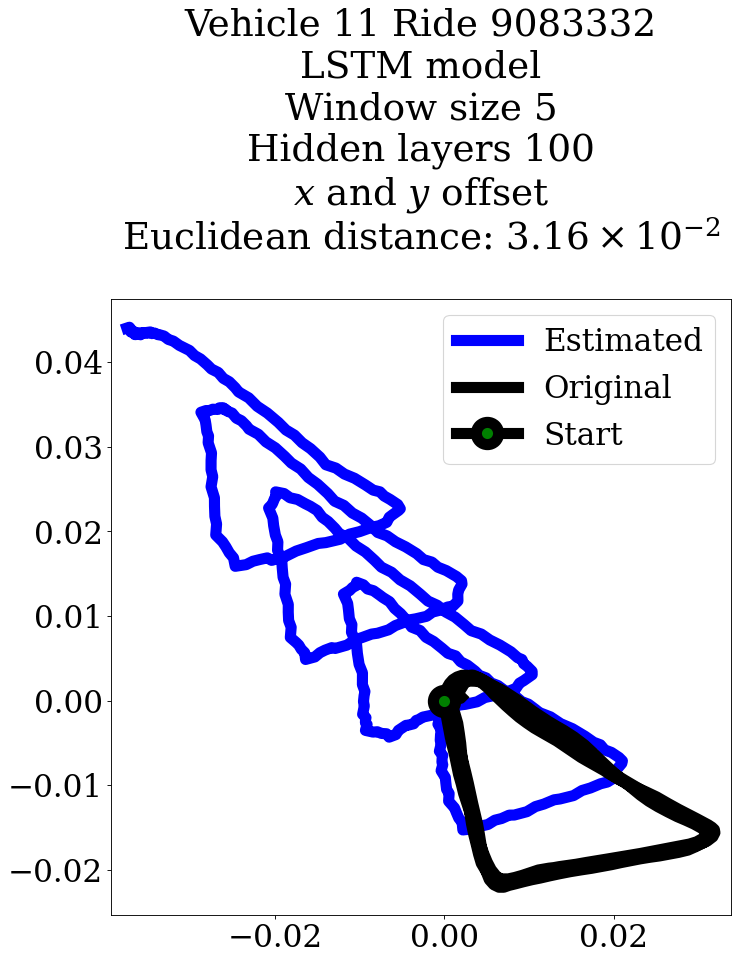 Vehicle 11 Ride 9083332
LSTM model
Window size 5
Hidden layers 100
x and y offset
Euclidean distance: 3.16 × 10⁻²
Estimated
Original
Start
0.04
0.03
0.02
0.01
0.00
−0.01
−0.02
−0.02
0.00
0.02